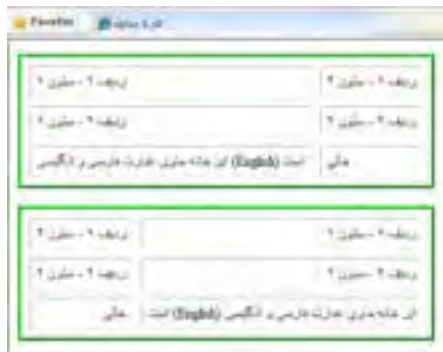 Favorites
ردیف ۱ - ستون ۱ ردیف ۱ - ستون ۲
ردیف ۲ - ستون ۱ ردیف ۲ - ستون ۲
است (English) این خانه حاوی عبارت فارسی و انگلیسی خالی
ردیف ۱ - ستون ۱ ردیف ۱ - ستون ۲
ردیف ۲ - ستون ۱ ردیف ۲ - ستون ۲
این خانه حاوی عبارت فارسی و انگلیسی (English) است خالی